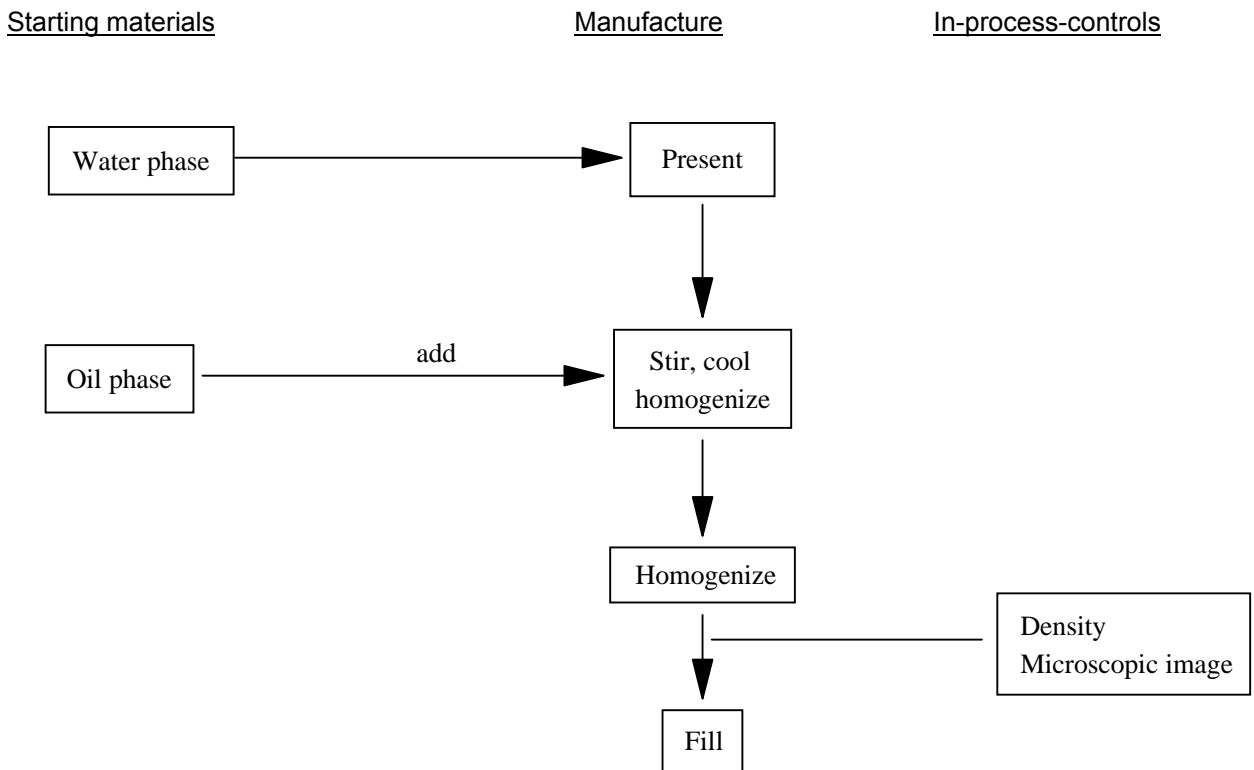 Starting materials
Manufacture
In-process-controls
Water phase
Present
Oil phase
add
Stir, cool
homogenize
Homogenize
Density
Microscopic image
Fill